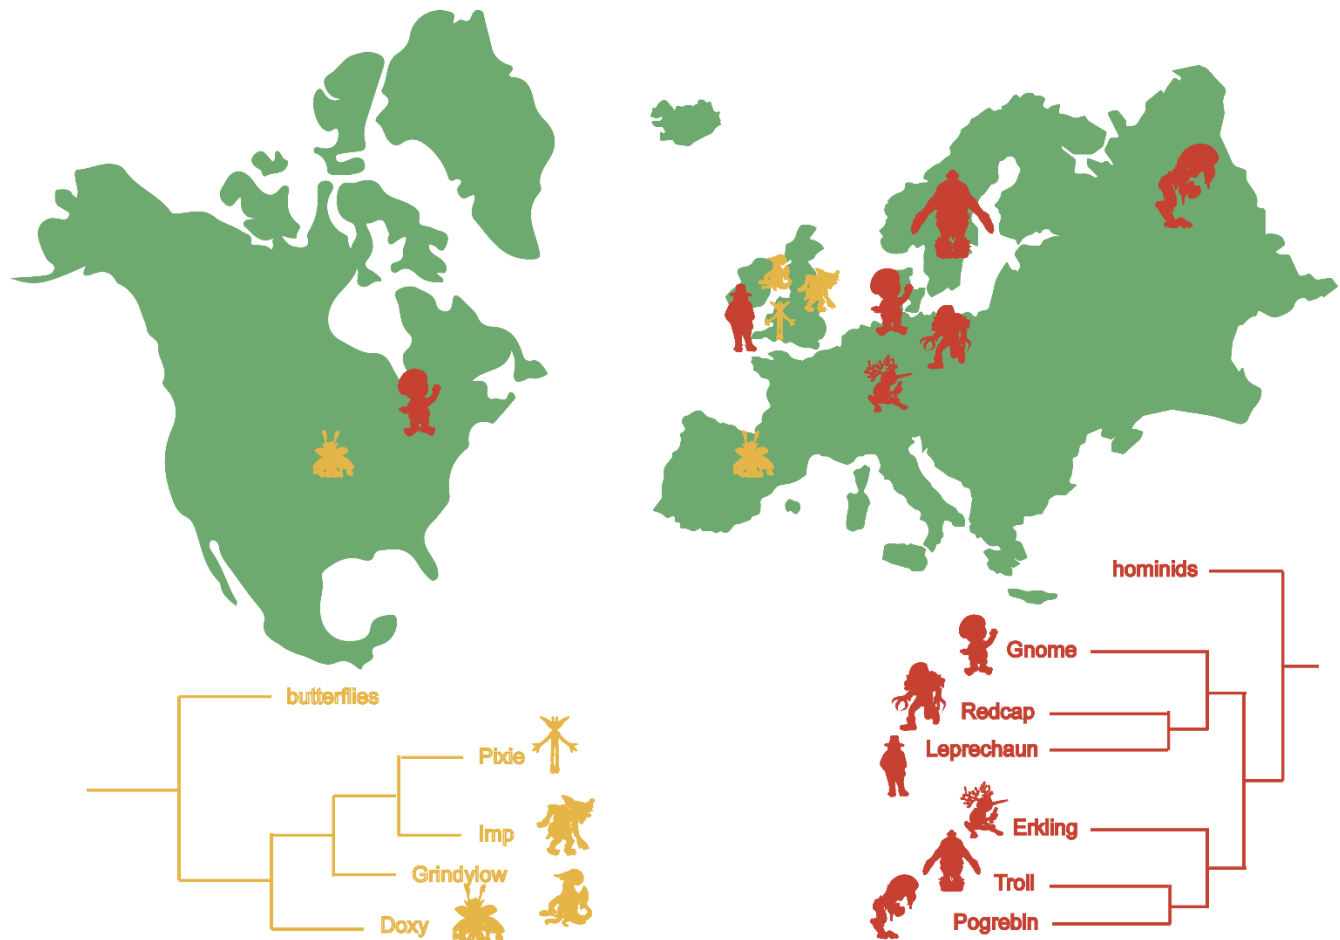 hominids
Gnome
Redcap
Leprechaun
Erkling
Troll
Pogrebin
butterflies
Pixie
Imp
Grindylow
Doxy